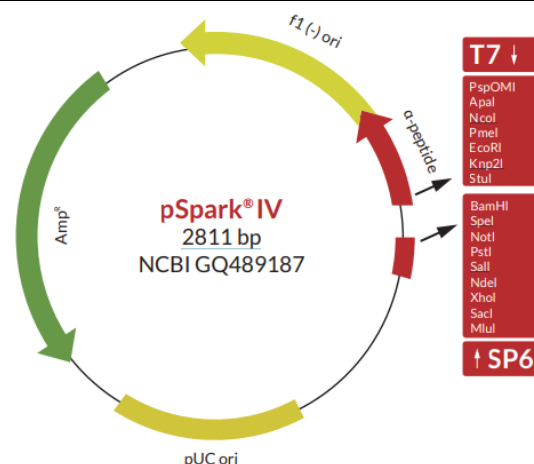 f1 (-) ori
α-peptide
Amp^R
pSpark® IV
2811 bp
NCBI GQ489187
pUC ori
T7 ↓
PspOMI
ApaI
NcoI
PmeI
EcoRI
Knp2I
StuI
BamHI
SpeI
NotI
PstI
SalI
NdeI
XhoI
SacI
MluI
↑ SP6